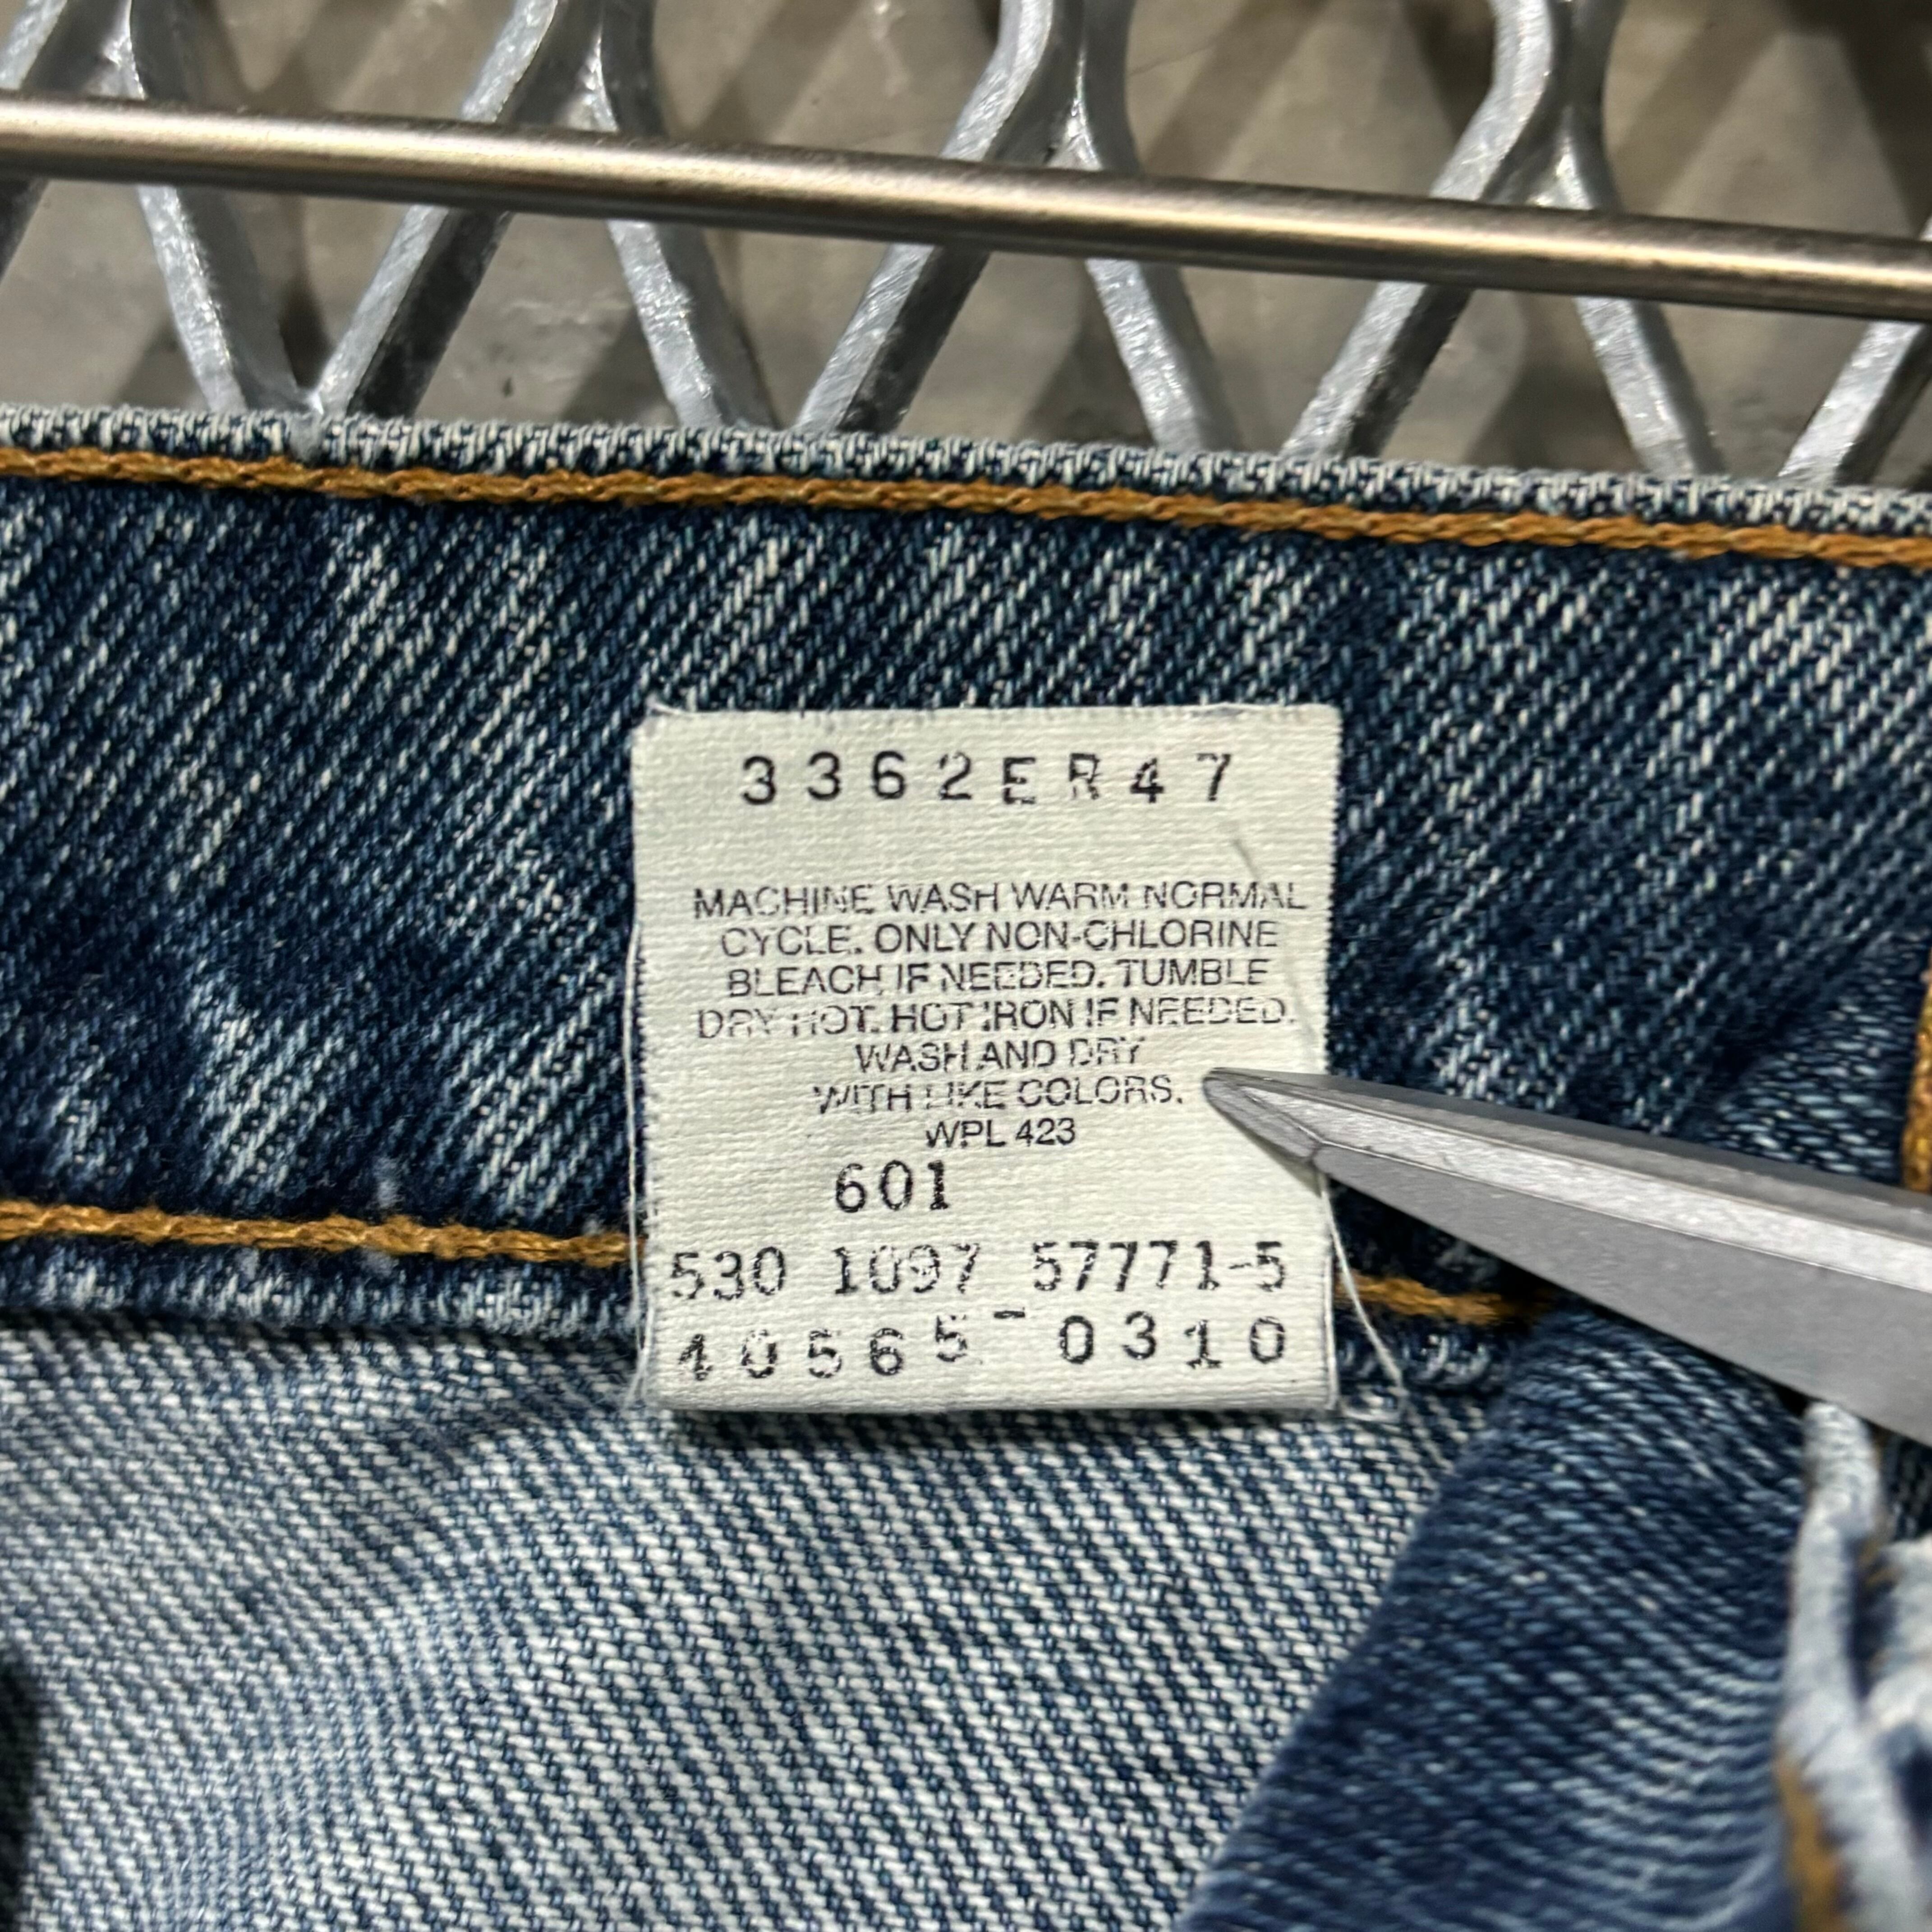 3362ER47
MACHINE WASH WARM NORMAL
CYCLE. ONLY NON-CHLORINE
BLEACH, IF NEEDED. TUMBLE
DRY HOT. HOT IRON IF NEEDED.
WASH AND DRY
WITH LIKE COLORS.
WPL 423
601
530 1097 57771-5
40565-0310